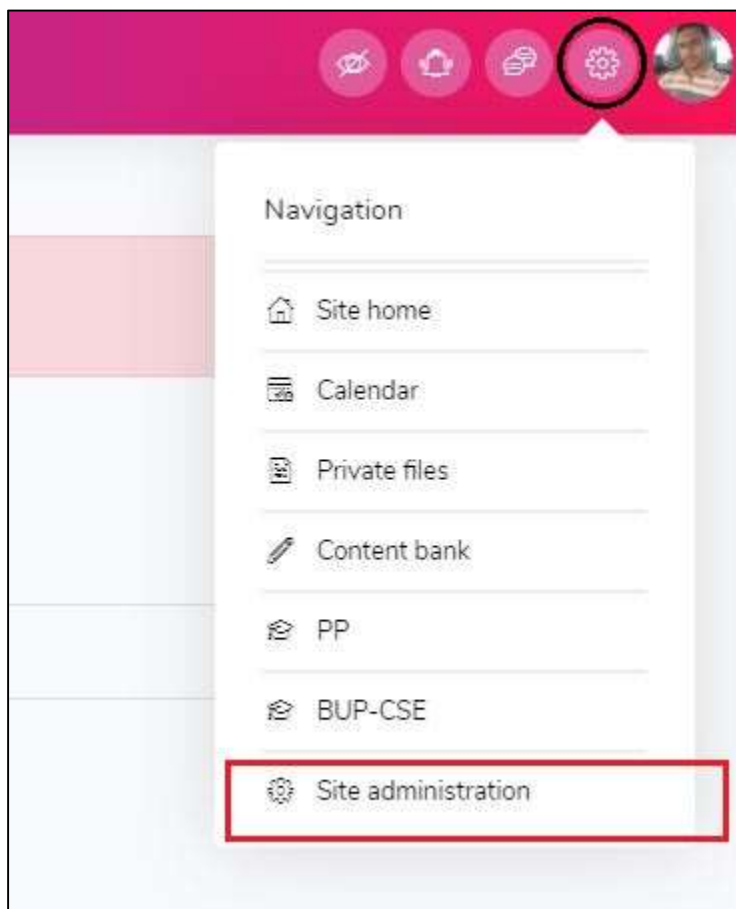 Navigation
Site home
Calendar
Private files
Content bank
PP
BUP-CSE
Site administration